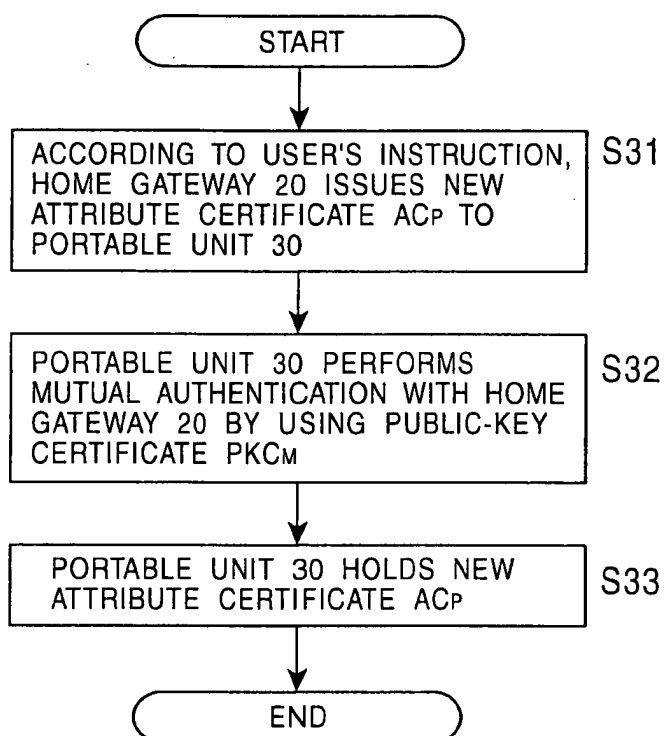 START
ACCORDING TO USER'S INSTRUCTION, S31
HOME GATEWAY 20 ISSUES NEW
ATTRIBUTE CERTIFICATE ACP TO
PORTABLE UNIT 30
PORTABLE UNIT 30 PERFORMS S32
MUTUAL AUTHENTICATION WITH HOME
GATEWAY 20 BY USING PUBLIC-KEY
CERTIFICATE PKCM
PORTABLE UNIT 30 HOLDS NEW S33
ATTRIBUTE CERTIFICATE ACP
END